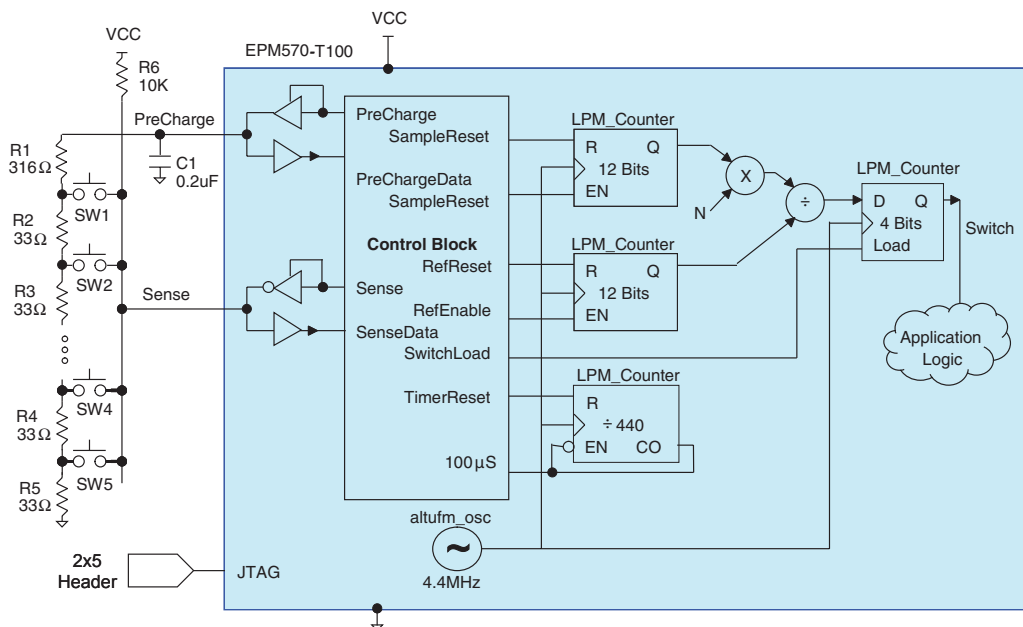 VCC
EPM570-T100
VCC
R6
10K
PreCharge
R1
316Ω
C1
0.2uF
SW1
R2
33Ω
SW2
R3
33Ω
Sense
SW4
R4
33Ω
SW5
R5
33Ω
2x5
Header
JTAG
PreCharge
SampleReset
PreChargeData
SampleReset
Control Block
RefReset
Sense
RefEnable
SenseData
SwitchLoad
TimerReset
100µS
altufm_osc
~
4.4MHz
LPM_Counter
R Q
12 Bits
EN
X
N
÷
LPM_Counter
R Q
12 Bits
EN
LPM_Counter
R
÷ 440
EN CO
LPM_Counter
D Q
4 Bits
Load
Switch
Application
Logic